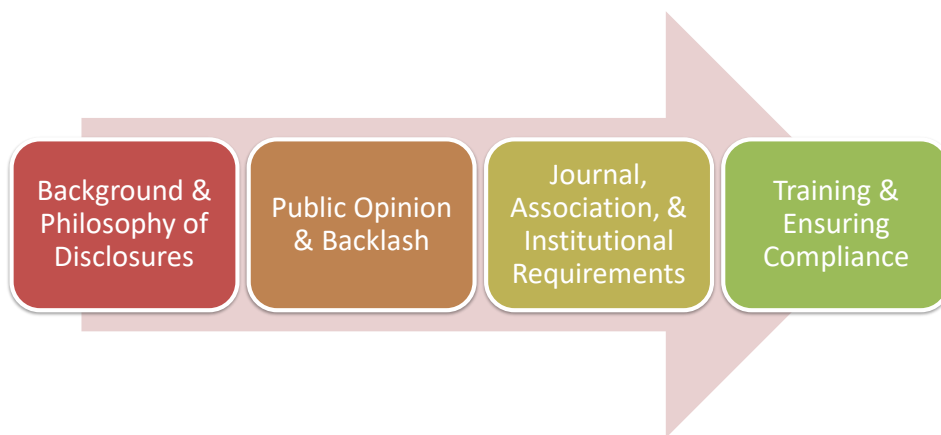 Background &
Philosophy of
Disclosures
Public Opinion
& Backlash
Journal,
Association, &
Institutional
Requirements
Training &
Ensuring
Compliance